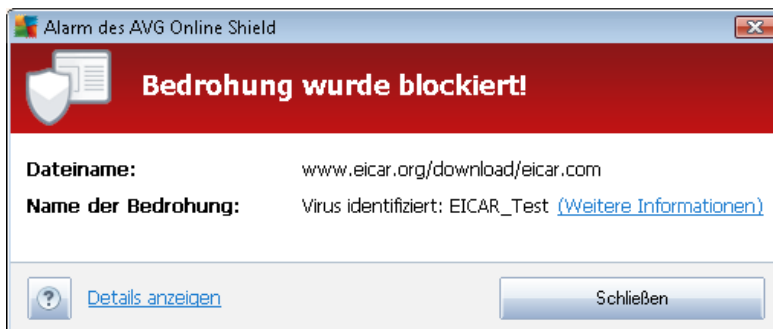 Alarm des AVG Online Shield
Bedrohung wurde blockiert!
Dateiname: www.eicar.org/download/eicar.com
Name der Bedrohung: Virus identifiziert: EICAR_Test (Weitere Informationen)
? Details anzeigen Schließen